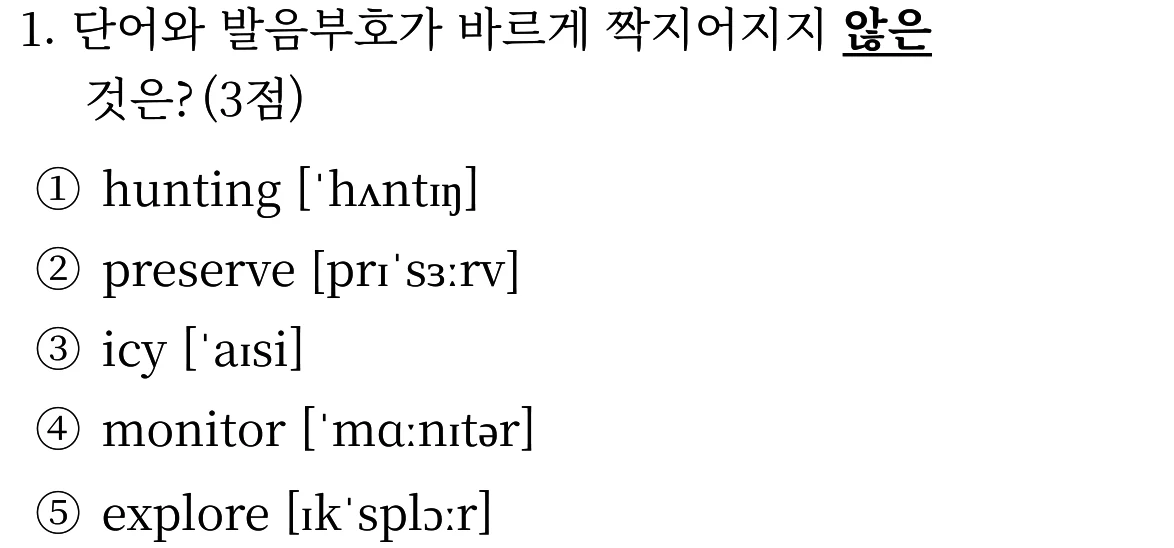 1. 단어와 발음부호가 바르게 짝지어지지 않은
것은? (3점)
① hunting [ˈhʌntɪŋ]
② preserve [prɪˈsɜːrv]
③ icy [ˈaɪsi]
④ monitor [ˈmɑːnɪtər]
⑤ explore [ɪkˈsplɔːr]